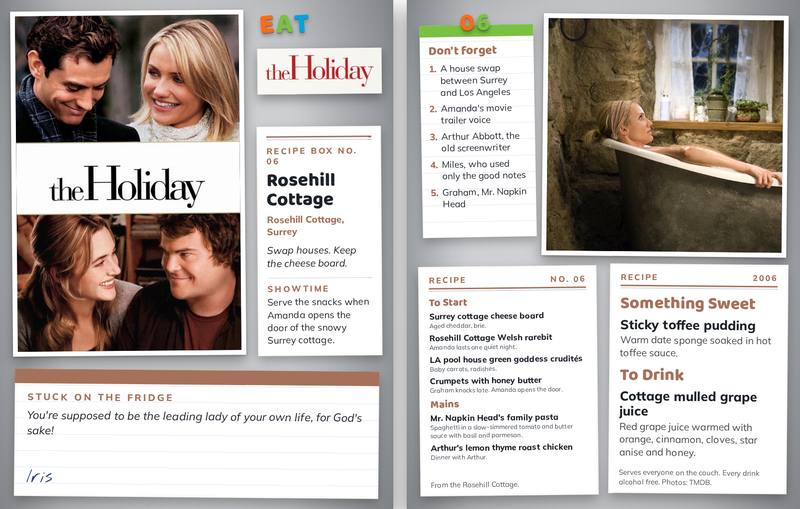 EAT
theHoliday
theHoliday
RECIPE BOX NO.
06
Rosehill
Cottage
Rosehill Cottage,
Surrey
Swap houses. Keep
the cheese board.
SHOWTIME
Serve the snacks when
Amanda opens the
door of the snowy
Surrey cottage.
STUCK ON THE FRIDGE
You're supposed to be the leading lady of your own life, for God's
sake!
Iris
06
Don't forget
1. A house swap
between Surrey
and Los Angeles
2. Amanda's movie
trailer voice
3. Arthur Abbott, the
old screenwriter
4. Miles, who used
only the good notes
5. Graham, Mr. Napkin
Head
RECIPE NO. 06
To Start
Surrey cottage cheese board
Aged cheddar, brie.
Rosehill Cottage Welsh rarebit
Amanda lasts one quiet night.
LA pool house green goddess crudités
Baby carrots, radishes.
Crumpets with honey butter
Graham knocks late. Amanda opens the door.
Mains
Mr. Napkin Head's family pasta
Spaghetti in a slow-simmered tomato and butter
sauce with basil and parmesan.
Arthur's lemon thyme roast chicken
Dinner with Arthur.
From the Rosehill Cottage.
RECIPE 2006
Something Sweet
Sticky toffee pudding
Warm date sponge soaked in hot
toffee sauce.
To Drink
Cottage mulled grape
juice
Red grape juice warmed with
orange, cinnamon, cloves, star
anise and honey.
Serves everyone on the couch. Every drink
alcohol free. Photos: TMDB.